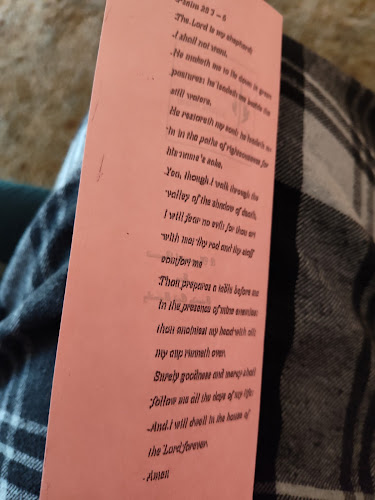 Psalm 23 1 - 6
The Lord is my shepherd;
I shall not want.
He maketh me to lie down in green
pastures: he leadeth me beside the
still waters.
He restoreth my soul: he leadeth me
in in the paths of righteousness for
his name's sake.
Yea, though I walk through the
valley of the shadow of death,
I will fear no evil: for thou art
with me; thy rod and thy staff
comfort me
Thou preparest a table before me
in the presence of mine enemies:
thou anointest my head with oil;
my cup runneth over.
Surely goodness and mercy shall
follow me all the days of my life:
And I will dwell in the house of
the Lord forever.
Amen